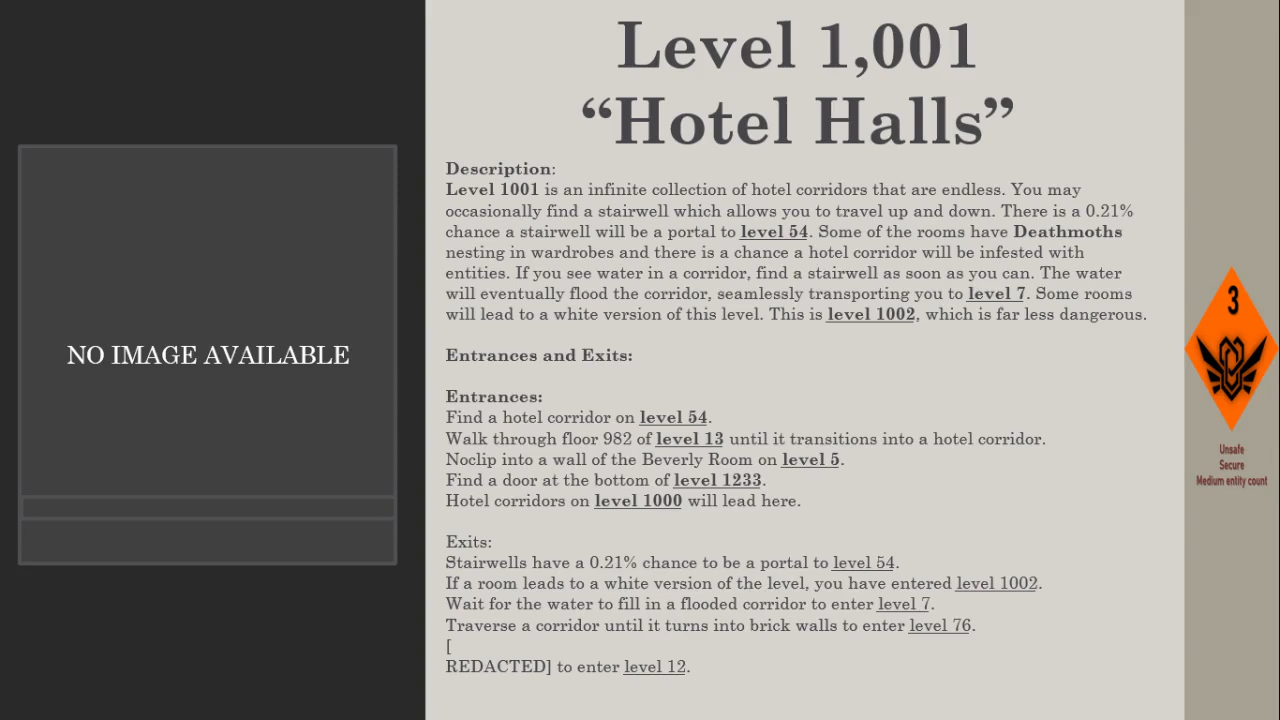 Level 1,001
“Hotel Halls”
Description:
Level 1001 is an infinite collection of hotel corridors that are endless. You may
occasionally find a stairwell which allows you to travel up and down. There is a 0.21%
chance a stairwell will be a portal to level 54. Some of the rooms have Deathmoths
nesting in wardrobes and there is a chance a hotel corridor will be infested with
entities. If you see water in a corridor, find a stairwell as soon as you can. The water
will eventually flood the corridor, seamlessly transporting you to level 7. Some rooms
will lead to a white version of this level. This is level 1002, which is far less dangerous.
Entrances and Exits:
Entrances:
Find a hotel corridor on level 54.
Walk through floor 982 of level 13 until it transitions into a hotel corridor.
Noclip into a wall of the Beverly Room on level 5.
Find a door at the bottom of level 1233.
Hotel corridors on level 1000 will lead here.
Exits:
Stairwells have a 0.21% chance to be a portal to level 54.
If a room leads to a white version of the level, you have entered level 1002.
Wait for the water to fill in a flooded corridor to enter level 7.
Traverse a corridor until it turns into brick walls to enter level 76.
[
REDACTED] to enter level 12.
NO IMAGE AVAILABLE
3
Unsafe
Secure
Medium entity count